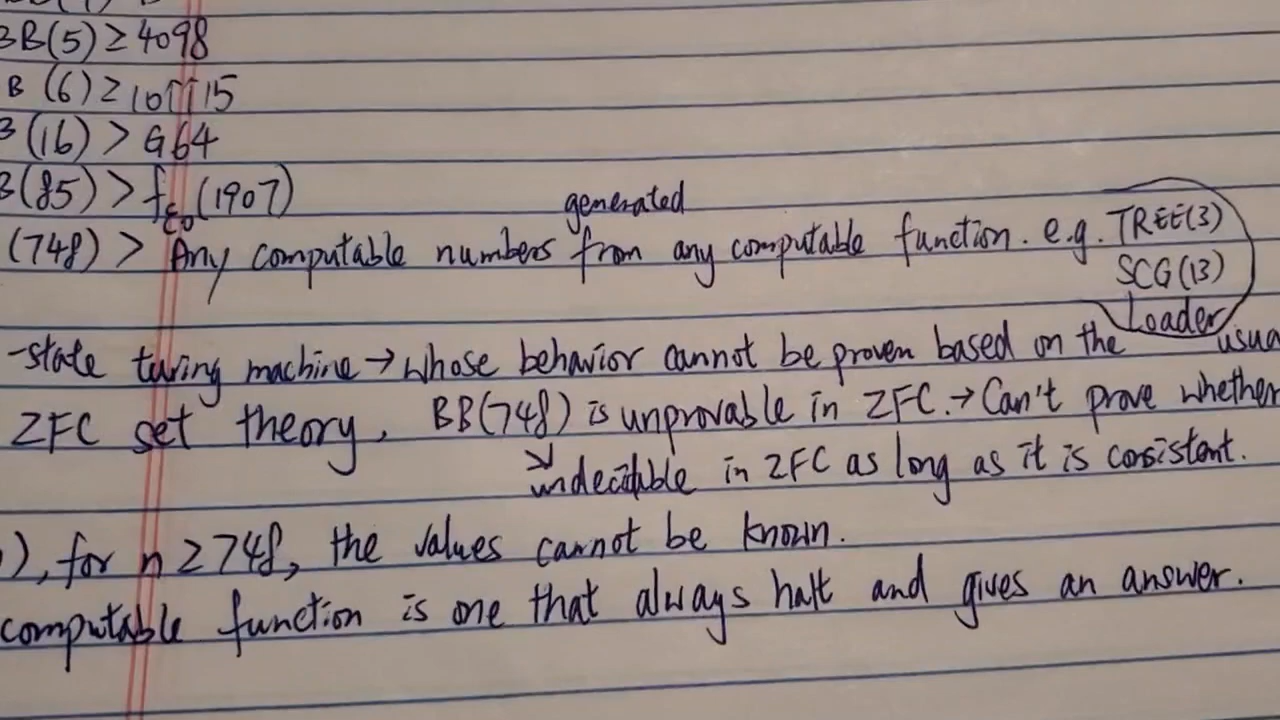 BB(5) ≥ 4098
B (6) ≥ 10↑↑15
B(16) > G64
B(85) > fε₀(1907)
generated
(748) > Any computable numbers from any computable function. e.g. TREE(3)
SCG(13)
Loader
-state turing machine → whose behavior cannot be proven based on the usua
ZFC set theory. BB(748) is unprovable in ZFC. → Can't prove whether
↘ undecidable in ZFC as long as it is consistant.
), for n ≥ 748, the values cannot be known.
computable function is one that always halt and gives an answer.